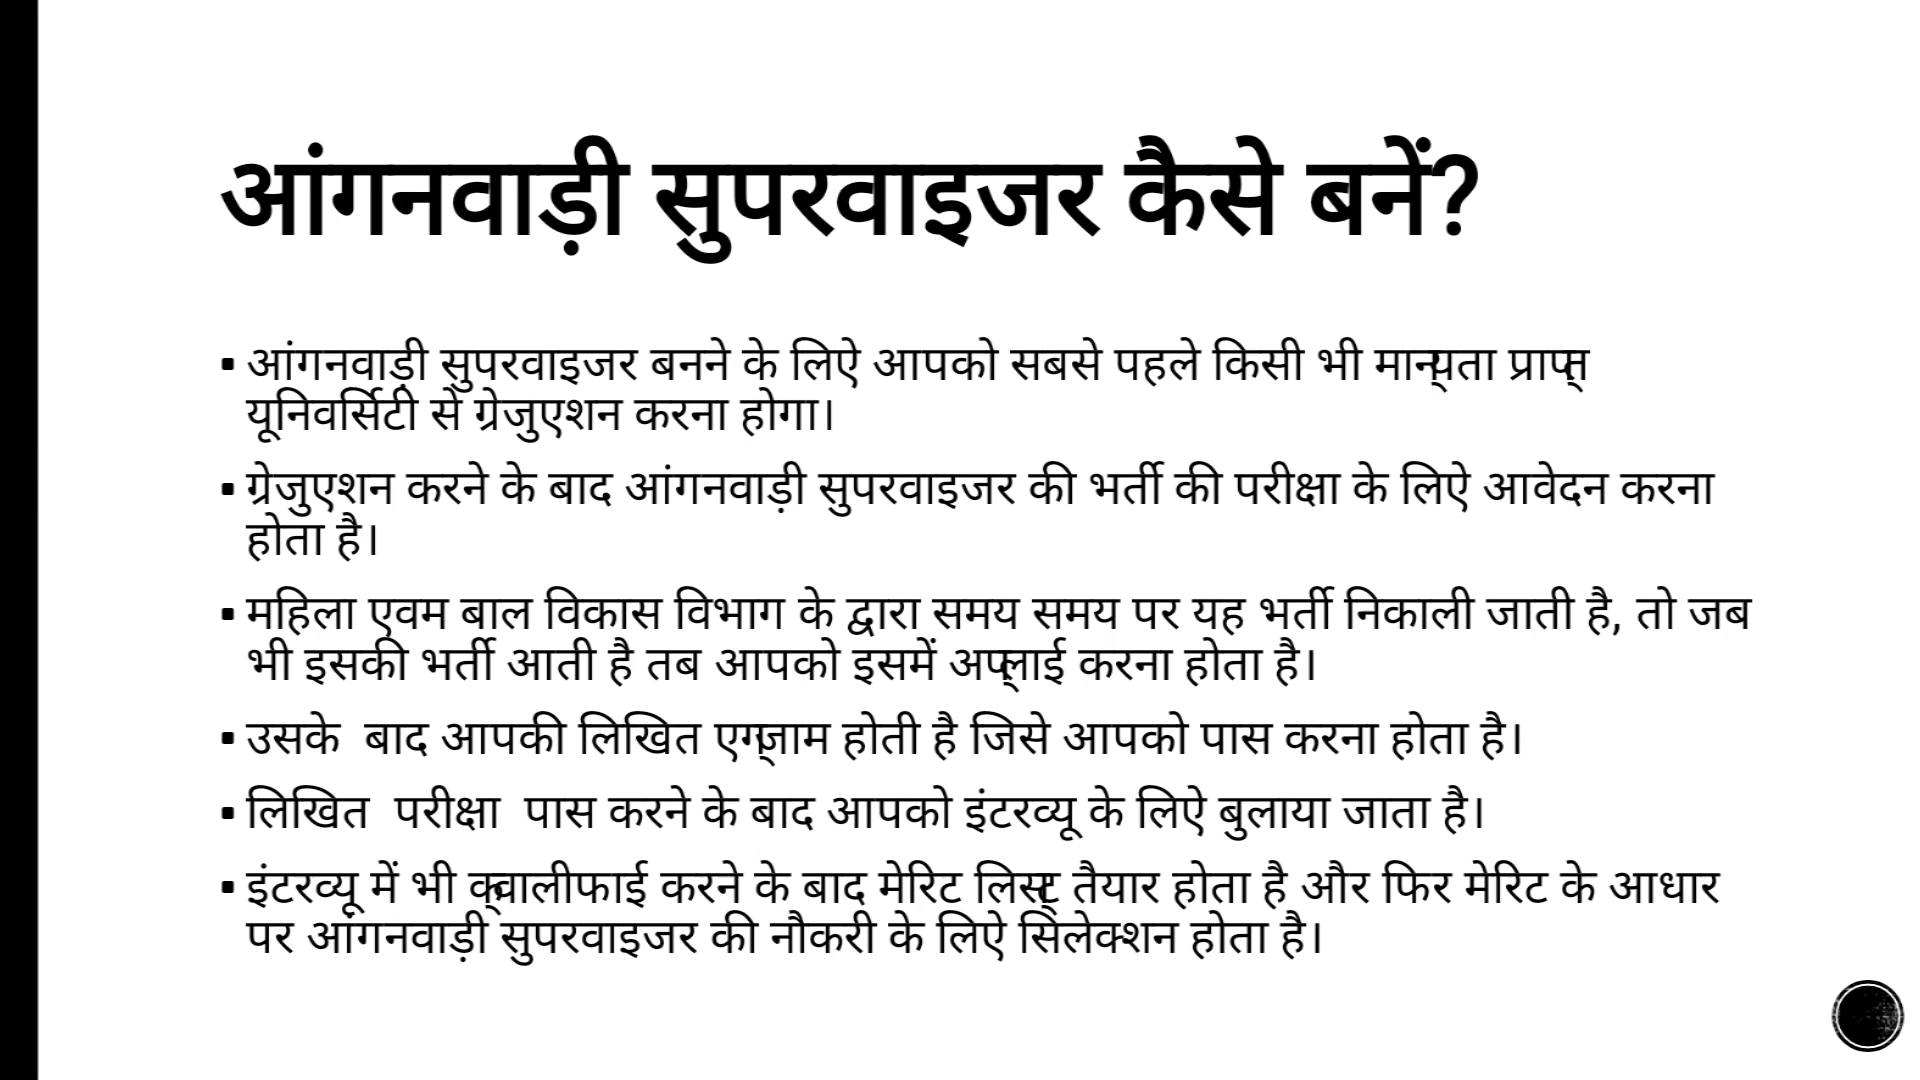 आंगनवाड़ी सुपरवाइजर कैसे बनें?
▪ आंगनवाड़ी सुपरवाइजर बनने के लिऐ आपको सबसे पहले किसी भी मान्यता प्राप्त
यूनिवर्सिटी से ग्रेजुएशन करना होगा।
▪ ग्रेजुएशन करने के बाद आंगनवाड़ी सुपरवाइजर की भर्ती की परीक्षा के लिऐ आवेदन करना
होता है।
▪ महिला एवम बाल विकास विभाग के द्वारा समय समय पर यह भर्ती निकाली जाती है, तो जब
भी इसकी भर्ती आती है तब आपको इसमें अप्लाई करना होता है।
▪ उसके बाद आपकी लिखित एग्जाम होती है जिसे आपको पास करना होता है।
▪ लिखित परीक्षा पास करने के बाद आपको इंटरव्यू के लिऐ बुलाया जाता है।
▪ इंटरव्यू में भी क्वालीफाई करने के बाद मेरिट लिस्ट तैयार होता है और फिर मेरिट के आधार
पर आंगनवाड़ी सुपरवाइजर की नौकरी के लिऐ सिलेक्शन होता है।